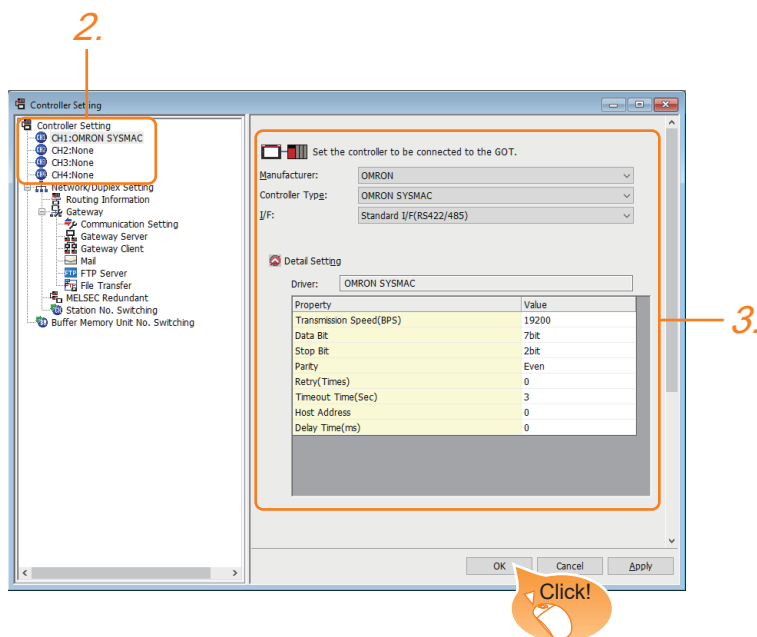 2.
Controller Setting
Controller Setting
CH1:OMRON SYSMAC
CH2:None
CH3:None
CH4:None
Network/Duplex Setting
Routing Information
Gateway
Communication Setting
Gateway Server
Gateway Client
Mail
FTP Server
File Transfer
MELSEC Redundant
Station No. Switching
Buffer Memory Unit No. Switching
Set the controller to be connected to the GOT.
Manufacturer: OMRON
Controller Type: OMRON SYSMAC
I/F: Standard I/F(RS422/485)
Detail Setting
Driver: OMRON SYSMAC
Property Value
Transmission Speed(BPS) 19200
Data Bit 7bit
Stop Bit 2bit
Parity Even
Retry(Times) 0
Timeout Time(Sec) 3
Host Address 0
Delay Time(ms) 0
3.
OK Cancel Apply
Click!